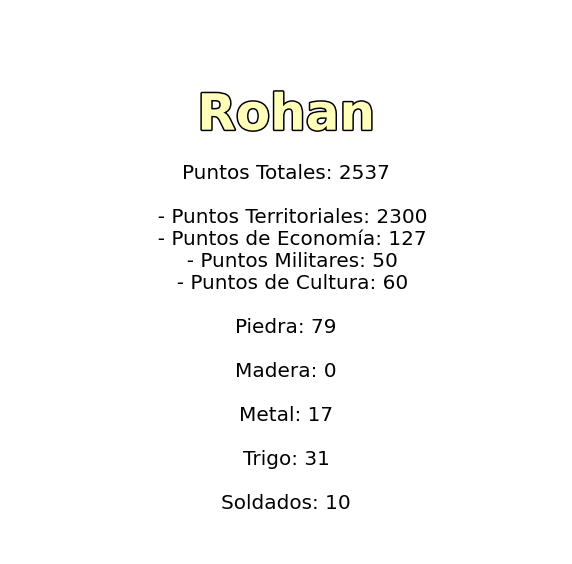 Rohan
Puntos Totales: 2537
- Puntos Territoriales: 2300
- Puntos de Economía: 127
- Puntos Militares: 50
- Puntos de Cultura: 60
Piedra: 79
Madera: 0
Metal: 17
Trigo: 31
Soldados: 10